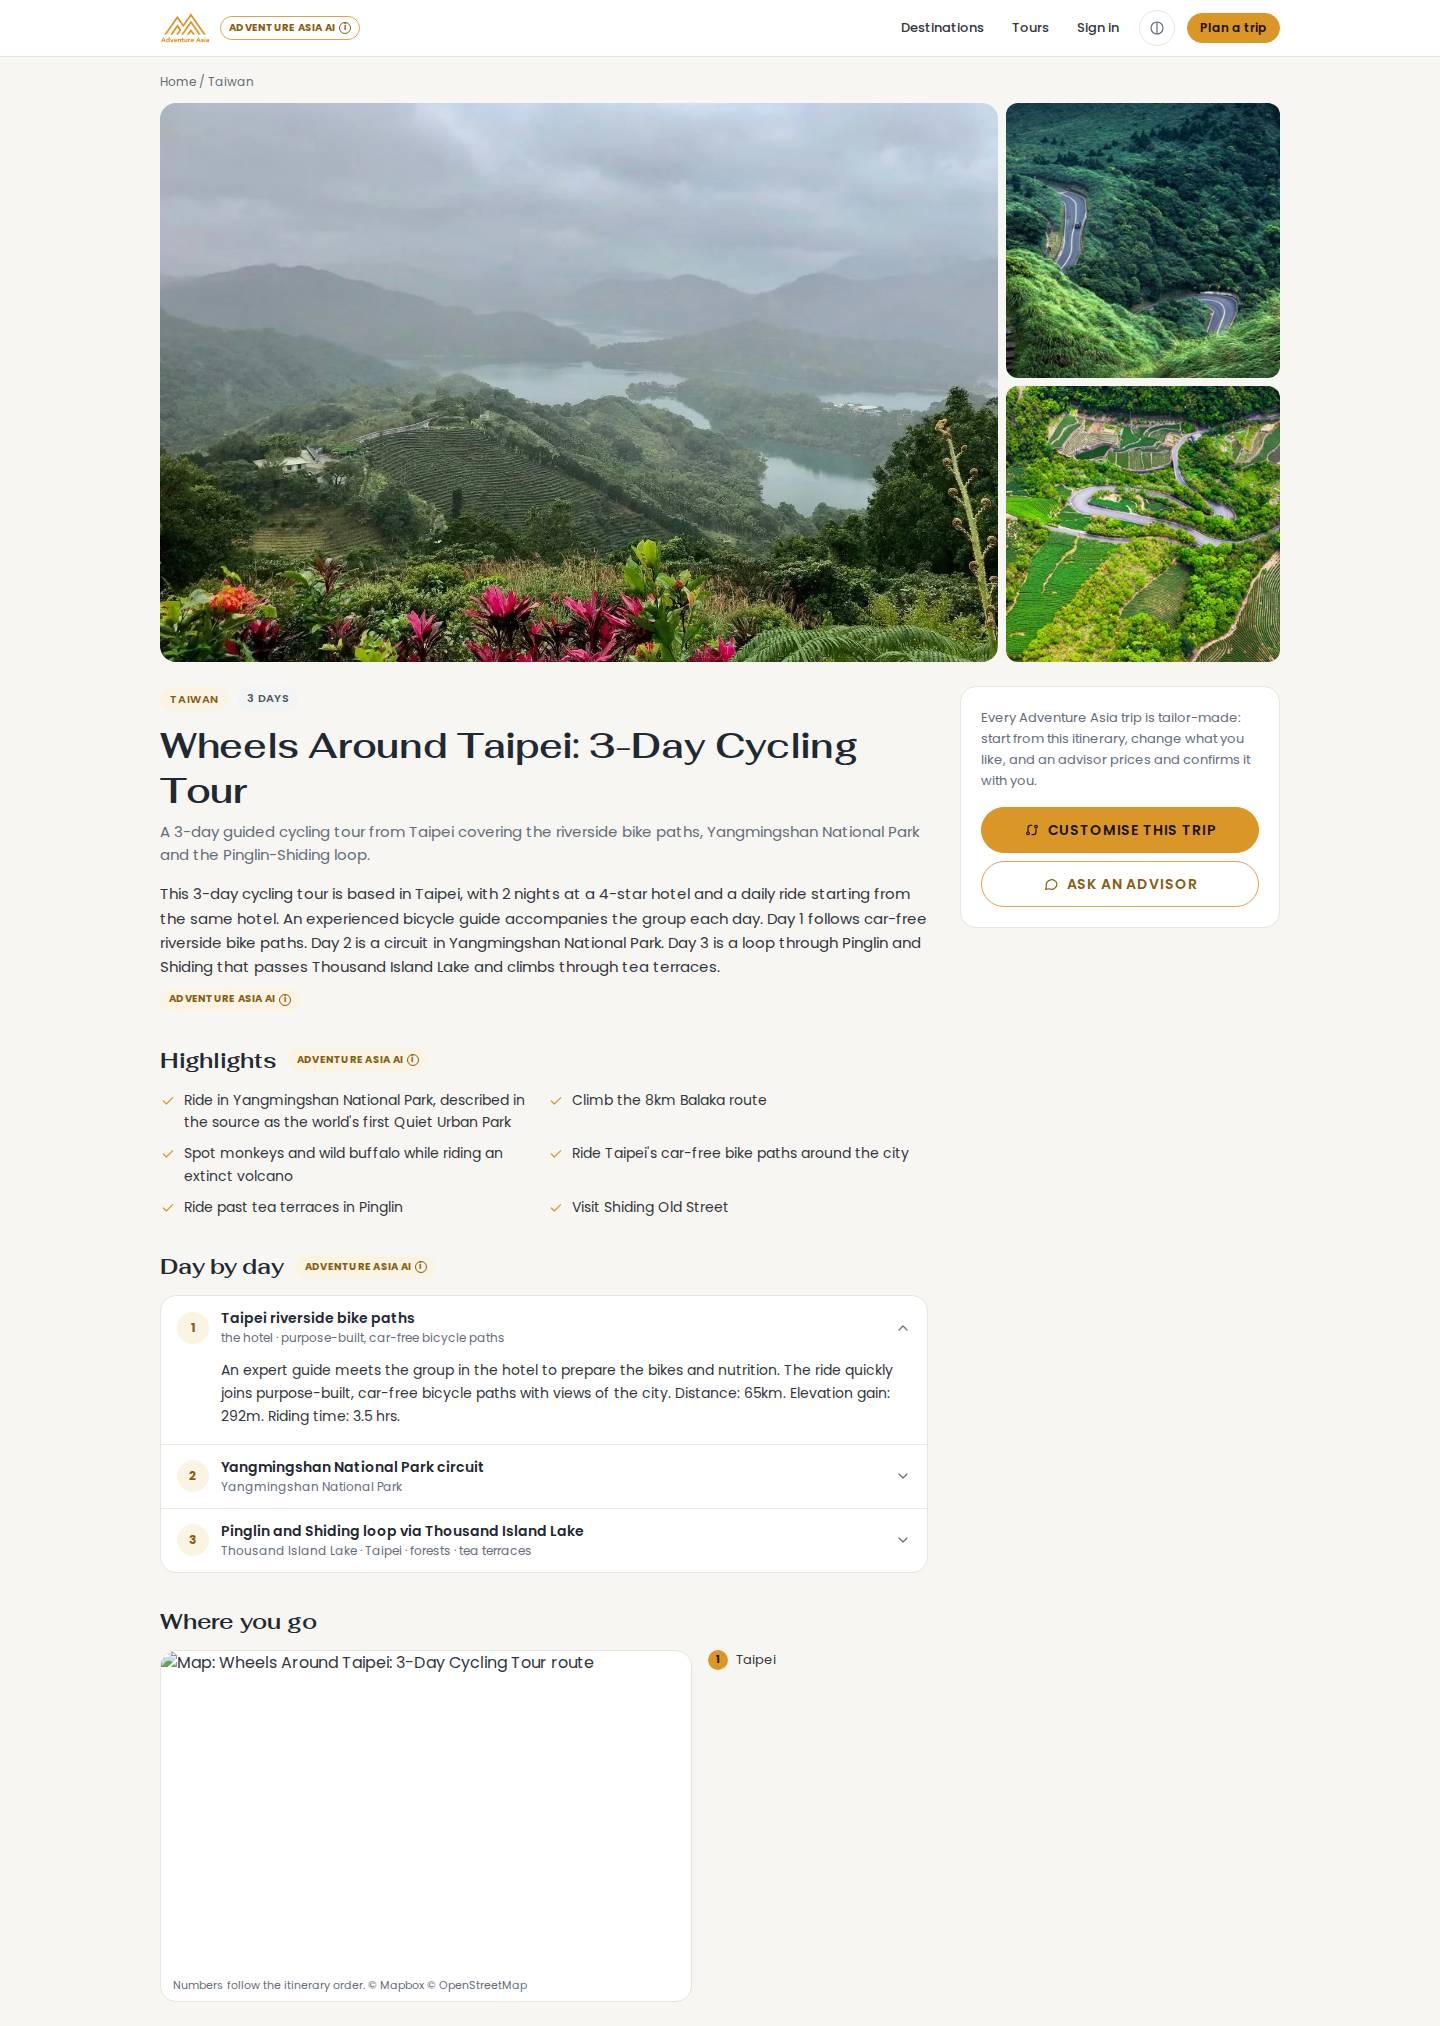 Adventure Asia
ADVENTURE ASIA AI
Destinations
Tours
Sign in
Plan a trip
Home / Taiwan
TAIWAN
3 DAYS
Wheels Around Taipei: 3-Day Cycling
Tour
A 3-day guided cycling tour from Taipei covering the riverside bike paths, Yangmingshan National Park
and the Pinglin-Shiding loop.
This 3-day cycling tour is based in Taipei, with 2 nights at a 4-star hotel and a daily ride starting from
the same hotel. An experienced bicycle guide accompanies the group each day. Day 1 follows car-free
riverside bike paths. Day 2 is a circuit in Yangmingshan National Park. Day 3 is a loop through Pinglin and
Shiding that passes Thousand Island Lake and climbs through tea terraces.
ADVENTURE ASIA AI
Every Adventure Asia trip is tailor-made:
start from this itinerary, change what you
like, and an advisor prices and confirms it
with you.
CUSTOMISE THIS TRIP
ASK AN ADVISOR
Highlights
ADVENTURE ASIA AI
Ride in Yangmingshan National Park, described in
the source as the world's first Quiet Urban Park
Climb the 8km Balaka route
Spot monkeys and wild buffalo while riding an
extinct volcano
Ride Taipei's car-free bike paths around the city
Ride past tea terraces in Pinglin
Visit Shiding Old Street
Day by day
ADVENTURE ASIA AI
1
Taipei riverside bike paths
the hotel · purpose-built, car-free bicycle paths
An expert guide meets the group in the hotel to prepare the bikes and nutrition. The ride quickly
joins purpose-built, car-free bicycle paths with views of the city. Distance: 65km. Elevation gain:
292m. Riding time: 3.5 hrs.
2
Yangmingshan National Park circuit
Yangmingshan National Park
3
Pinglin and Shiding loop via Thousand Island Lake
Thousand Island Lake · Taipei · forests · tea terraces
Where you go
Map: Wheels Around Taipei: 3-Day Cycling Tour route
1 Taipei
Numbers follow the itinerary order. © Mapbox © OpenStreetMap